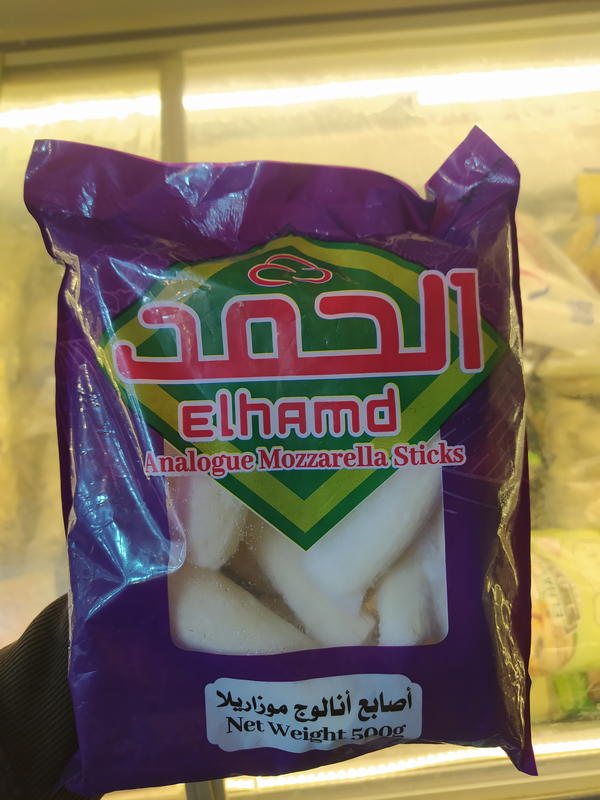 الحمد
Elhamd
Analogue Mozzarella Sticks
أصابع أنالوج موزاريلا
Net Weight 500g